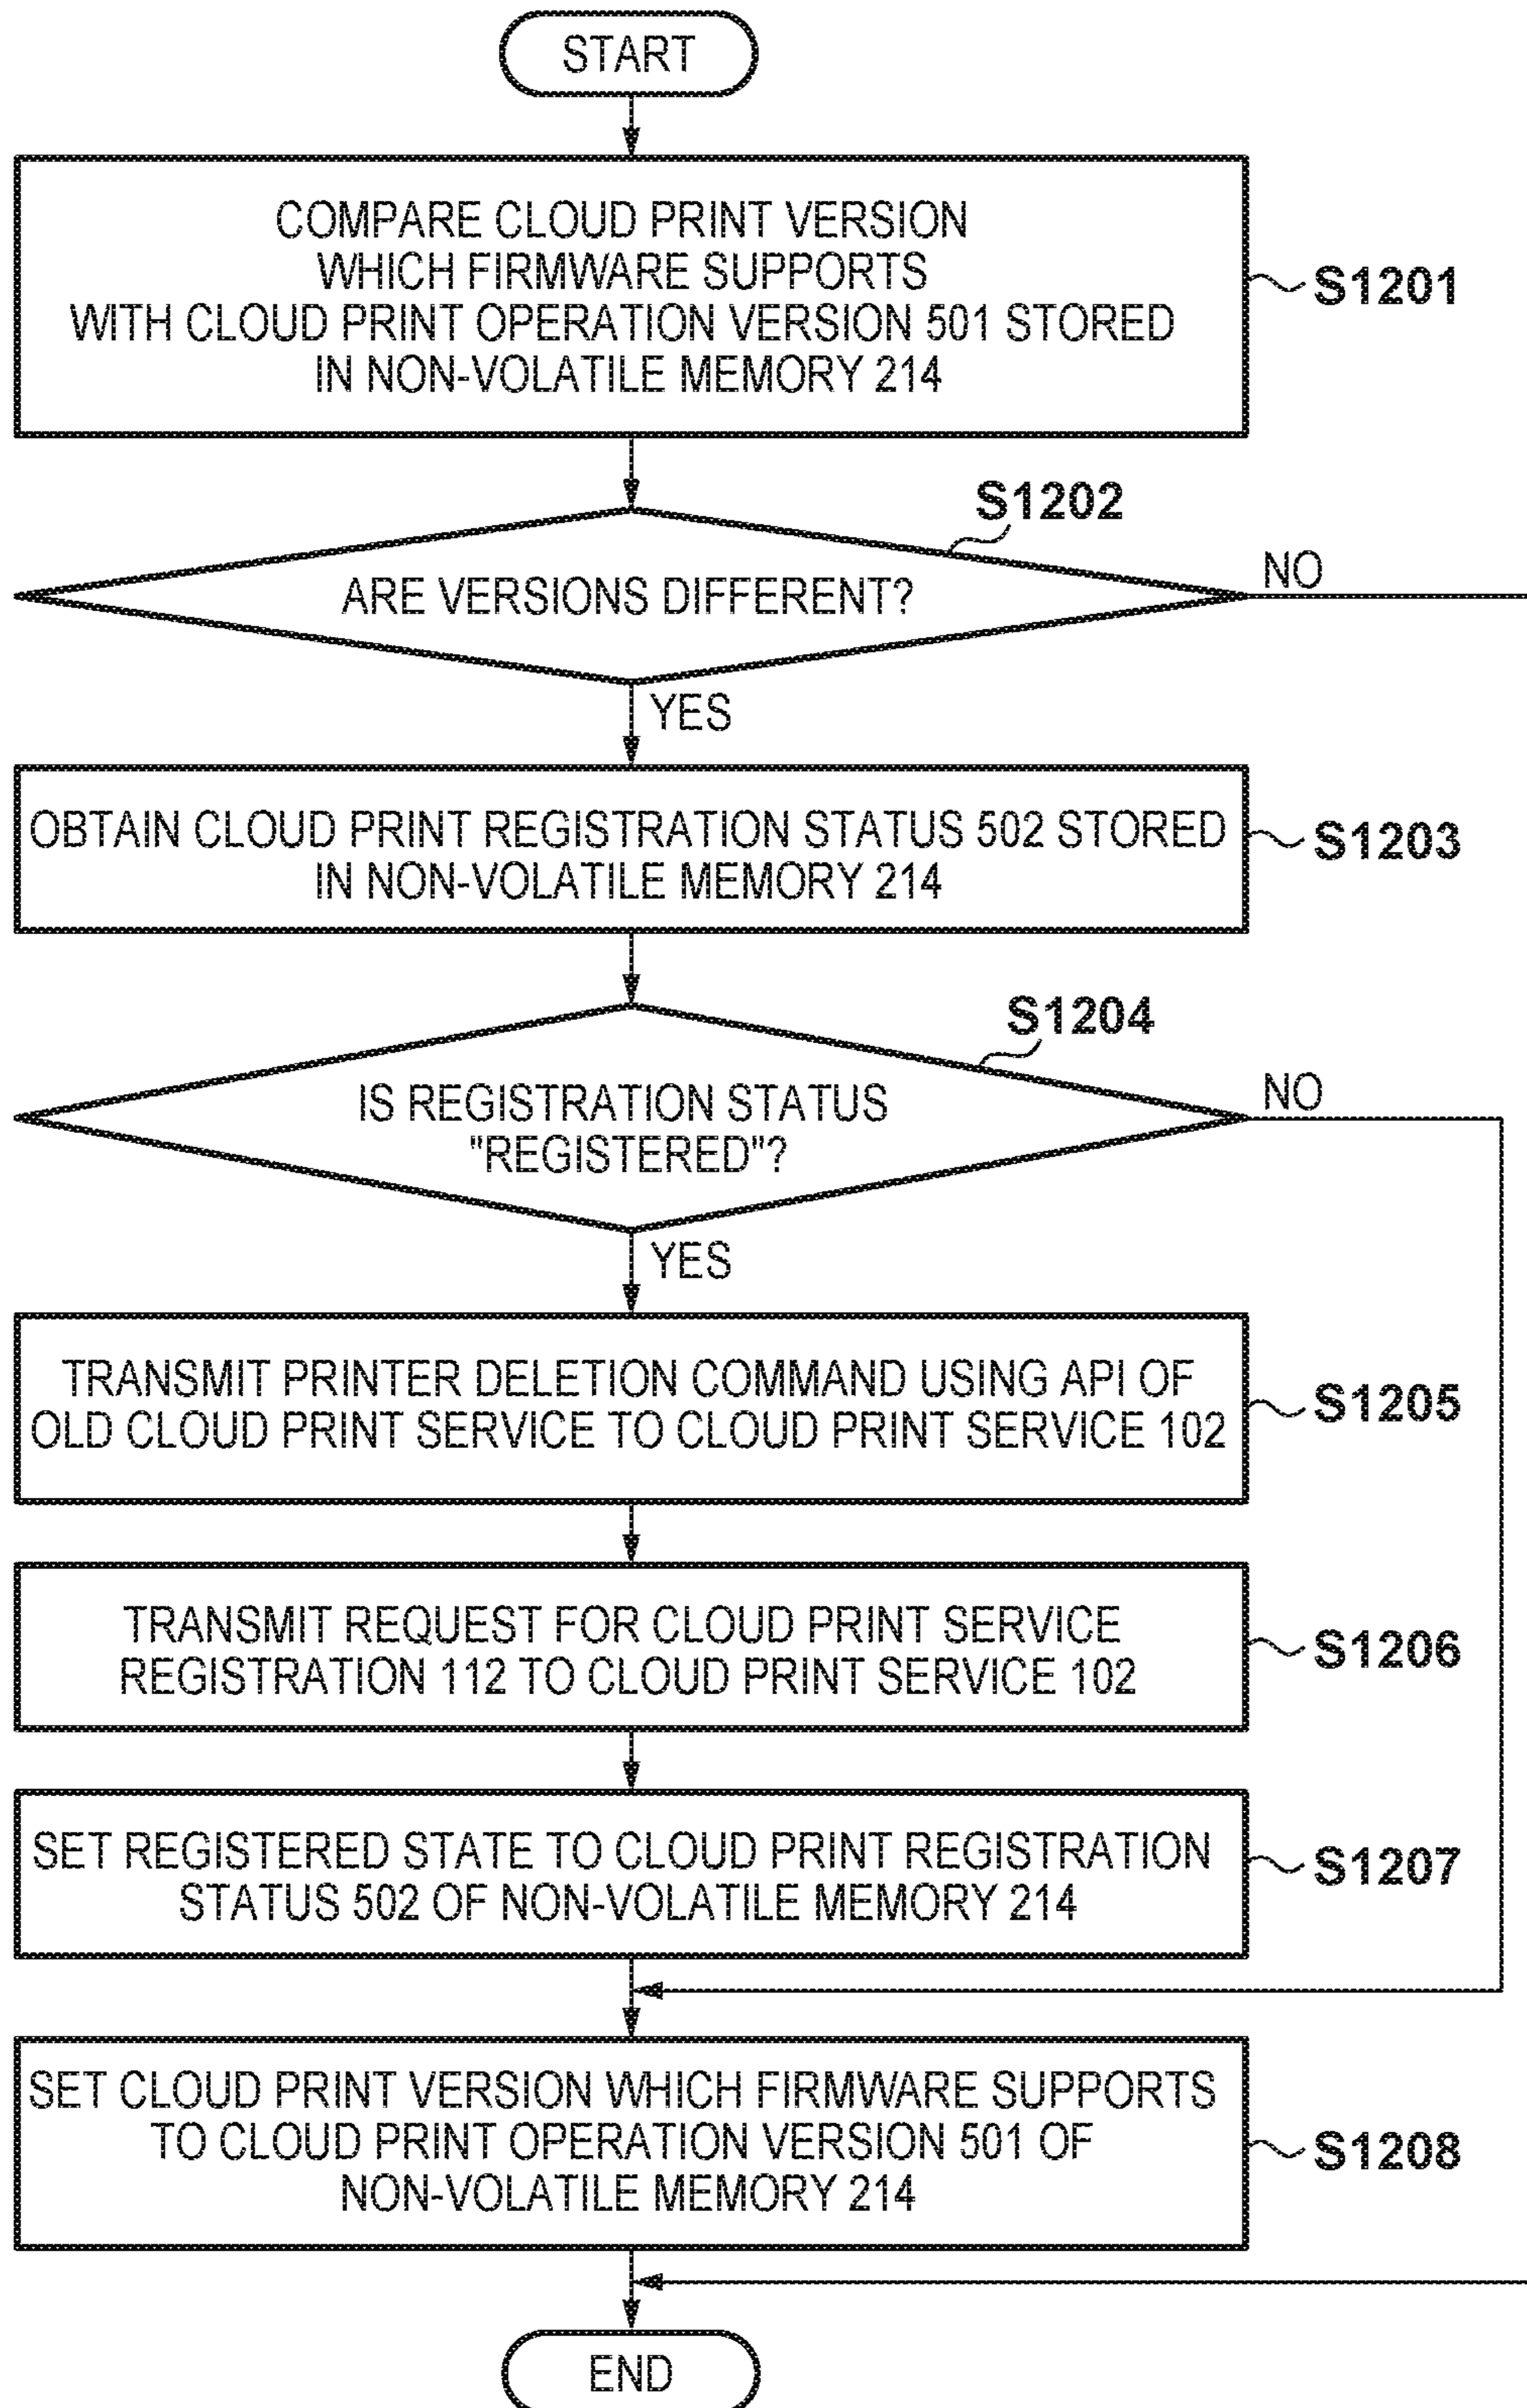 START
COMPARE CLOUD PRINT VERSION
WHICH FIRMWARE SUPPORTS
WITH CLOUD PRINT OPERATION VERSION 501 STORED
IN NON-VOLATILE MEMORY 214
S1201
S1202
ARE VERSIONS DIFFERENT?
NO
YES
OBTAIN CLOUD PRINT REGISTRATION STATUS 502 STORED
IN NON-VOLATILE MEMORY 214
S1203
S1204
IS REGISTRATION STATUS
"REGISTERED"?
NO
YES
TRANSMIT PRINTER DELETION COMMAND USING API OF
OLD CLOUD PRINT SERVICE TO CLOUD PRINT SERVICE 102
S1205
TRANSMIT REQUEST FOR CLOUD PRINT SERVICE
REGISTRATION 112 TO CLOUD PRINT SERVICE 102
S1206
SET REGISTERED STATE TO CLOUD PRINT REGISTRATION
STATUS 502 OF NON-VOLATILE MEMORY 214
S1207
SET CLOUD PRINT VERSION WHICH FIRMWARE SUPPORTS
TO CLOUD PRINT OPERATION VERSION 501 OF
NON-VOLATILE MEMORY 214
S1208
END